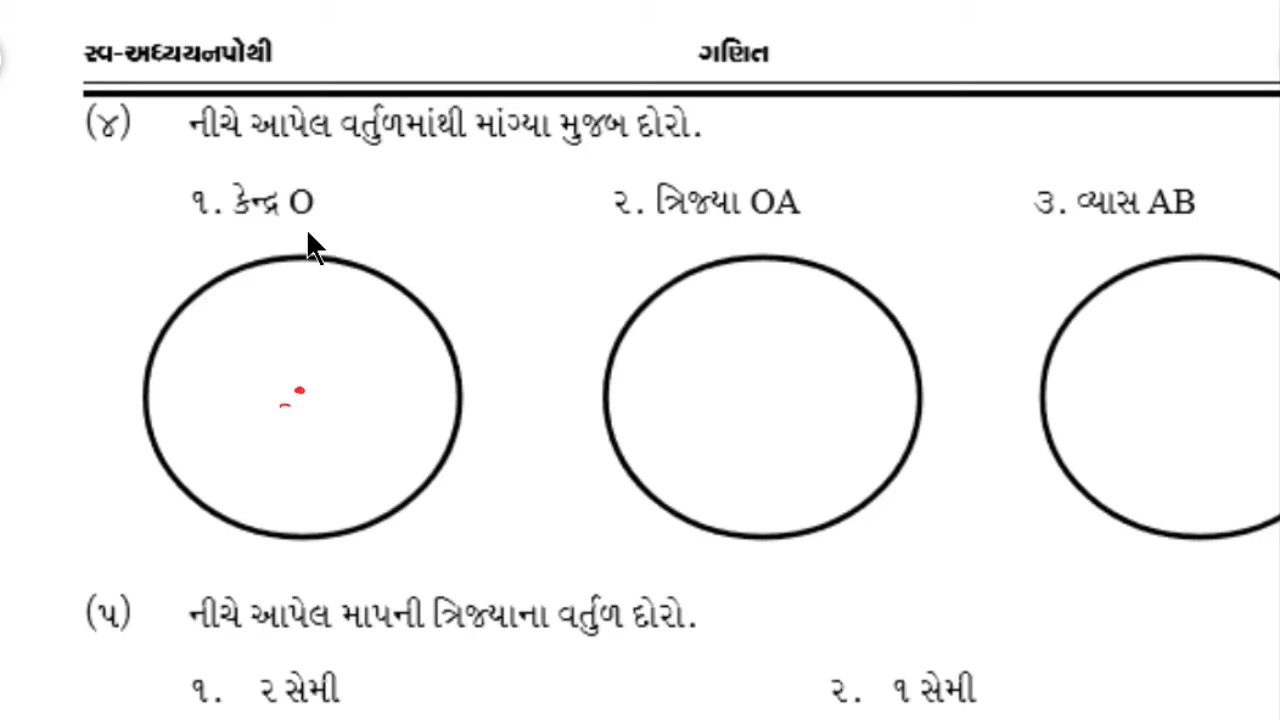 સ્વ-અધ્યયનપોથી ગણિત
(૪) નીચે આપેલ વર્તુળમાંથી માંગ્યા મુજબ દોરો.
૧. કેન્દ્ર O ૨. ત્રિજ્યા OA ૩. વ્યાસ AB
(૫) નીચે આપેલ માપની ત્રિજ્યાના વર્તુળ દોરો.
૧. ૨ સેમી ૨. ૧ સેમી